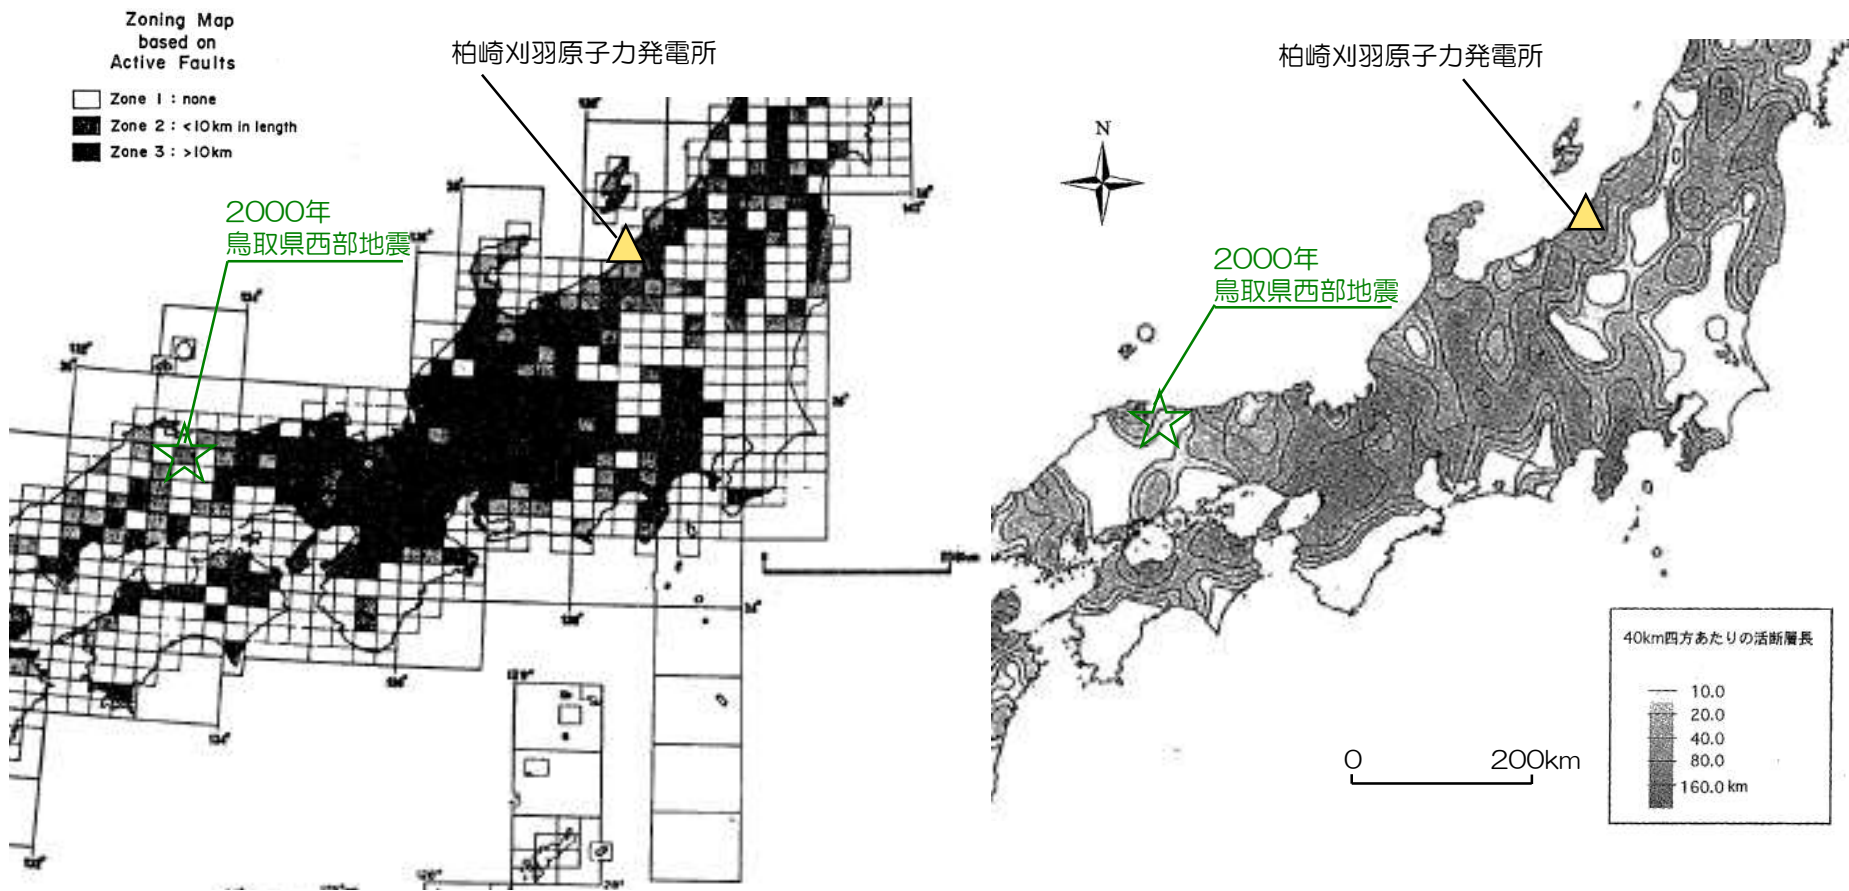 Zoning Map
based on
Active Faults
Zone 1 : none
Zone 2 : <10km in length
Zone 3 : >10km
柏崎刈羽原子力発電所
2000年
鳥取県西部地震
柏崎刈羽原子力発電所
N
2000年
鳥取県西部地震
0 200km
40km四方あたりの活断層長
10.0
20.0
40.0
80.0
160.0 km